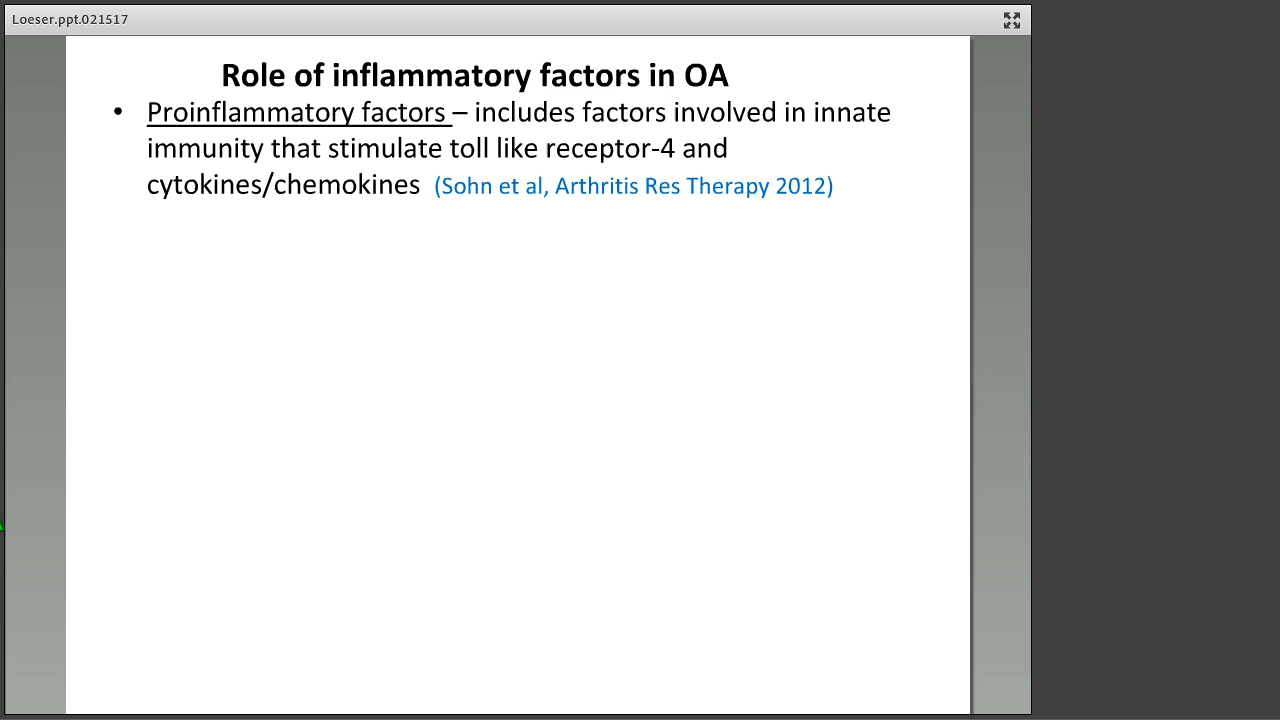 Loeser.ppt.021517
Role of inflammatory factors in OA
• Proinflammatory factors – includes factors involved in innate
immunity that stimulate toll like receptor-4 and
cytokines/chemokines (Sohn et al, Arthritis Res Therapy 2012)